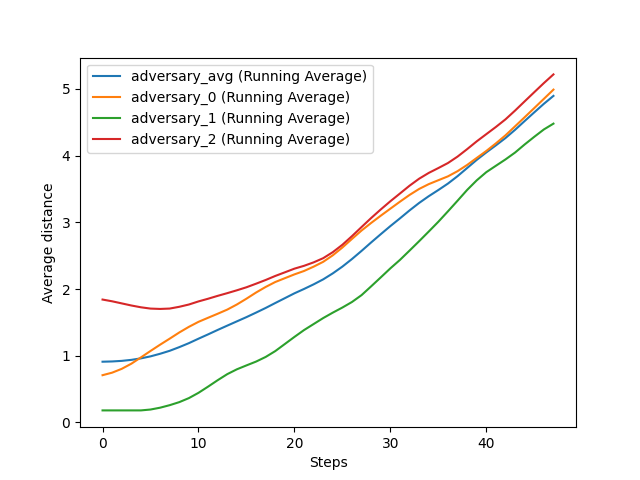 adversary_avg (Running Average)
adversary_0 (Running Average)
adversary_1 (Running Average)
adversary_2 (Running Average)
Average distance
5
4
3
2
1
0
0 10 20 30 40
Steps